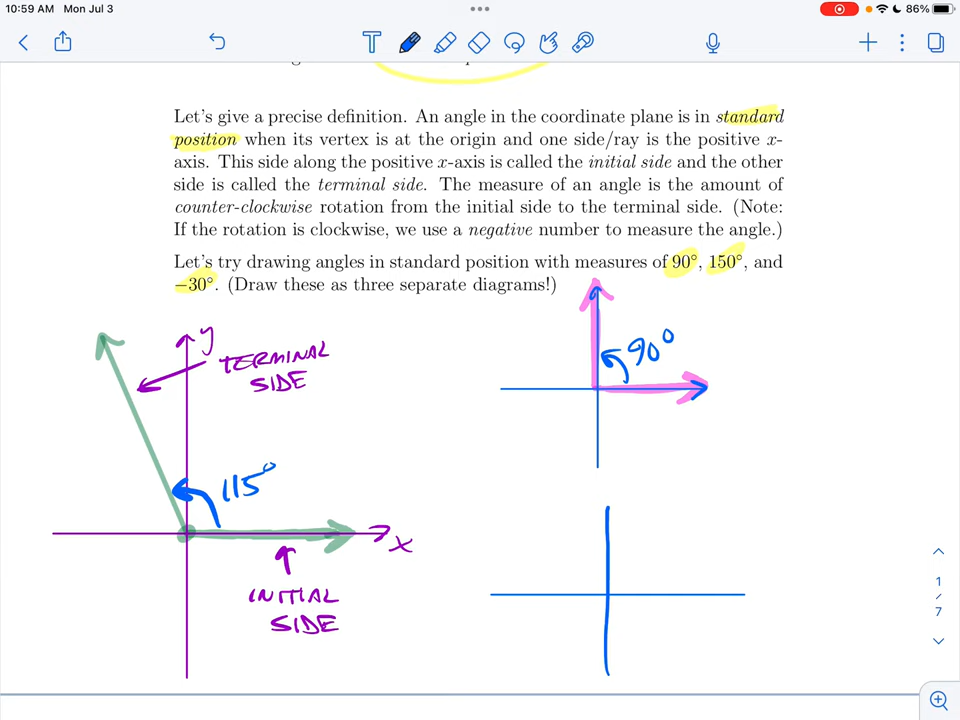 10:59 AM Mon Jul 3
86%
Let's give a precise definition. An angle in the coordinate plane is in standard
position when its vertex is at the origin and one side/ray is the positive x-
axis. This side along the positive x-axis is called the initial side and the other
side is called the terminal side. The measure of an angle is the amount of
counter-clockwise rotation from the initial side to the terminal side. (Note:
If the rotation is clockwise, we use a negative number to measure the angle.)
Let's try drawing angles in standard position with measures of 90°, 150°, and
−30°. (Draw these as three separate diagrams!)
y
TERMINAL
SIDE
115°
x
INITIAL
SIDE
90°
1
/
7